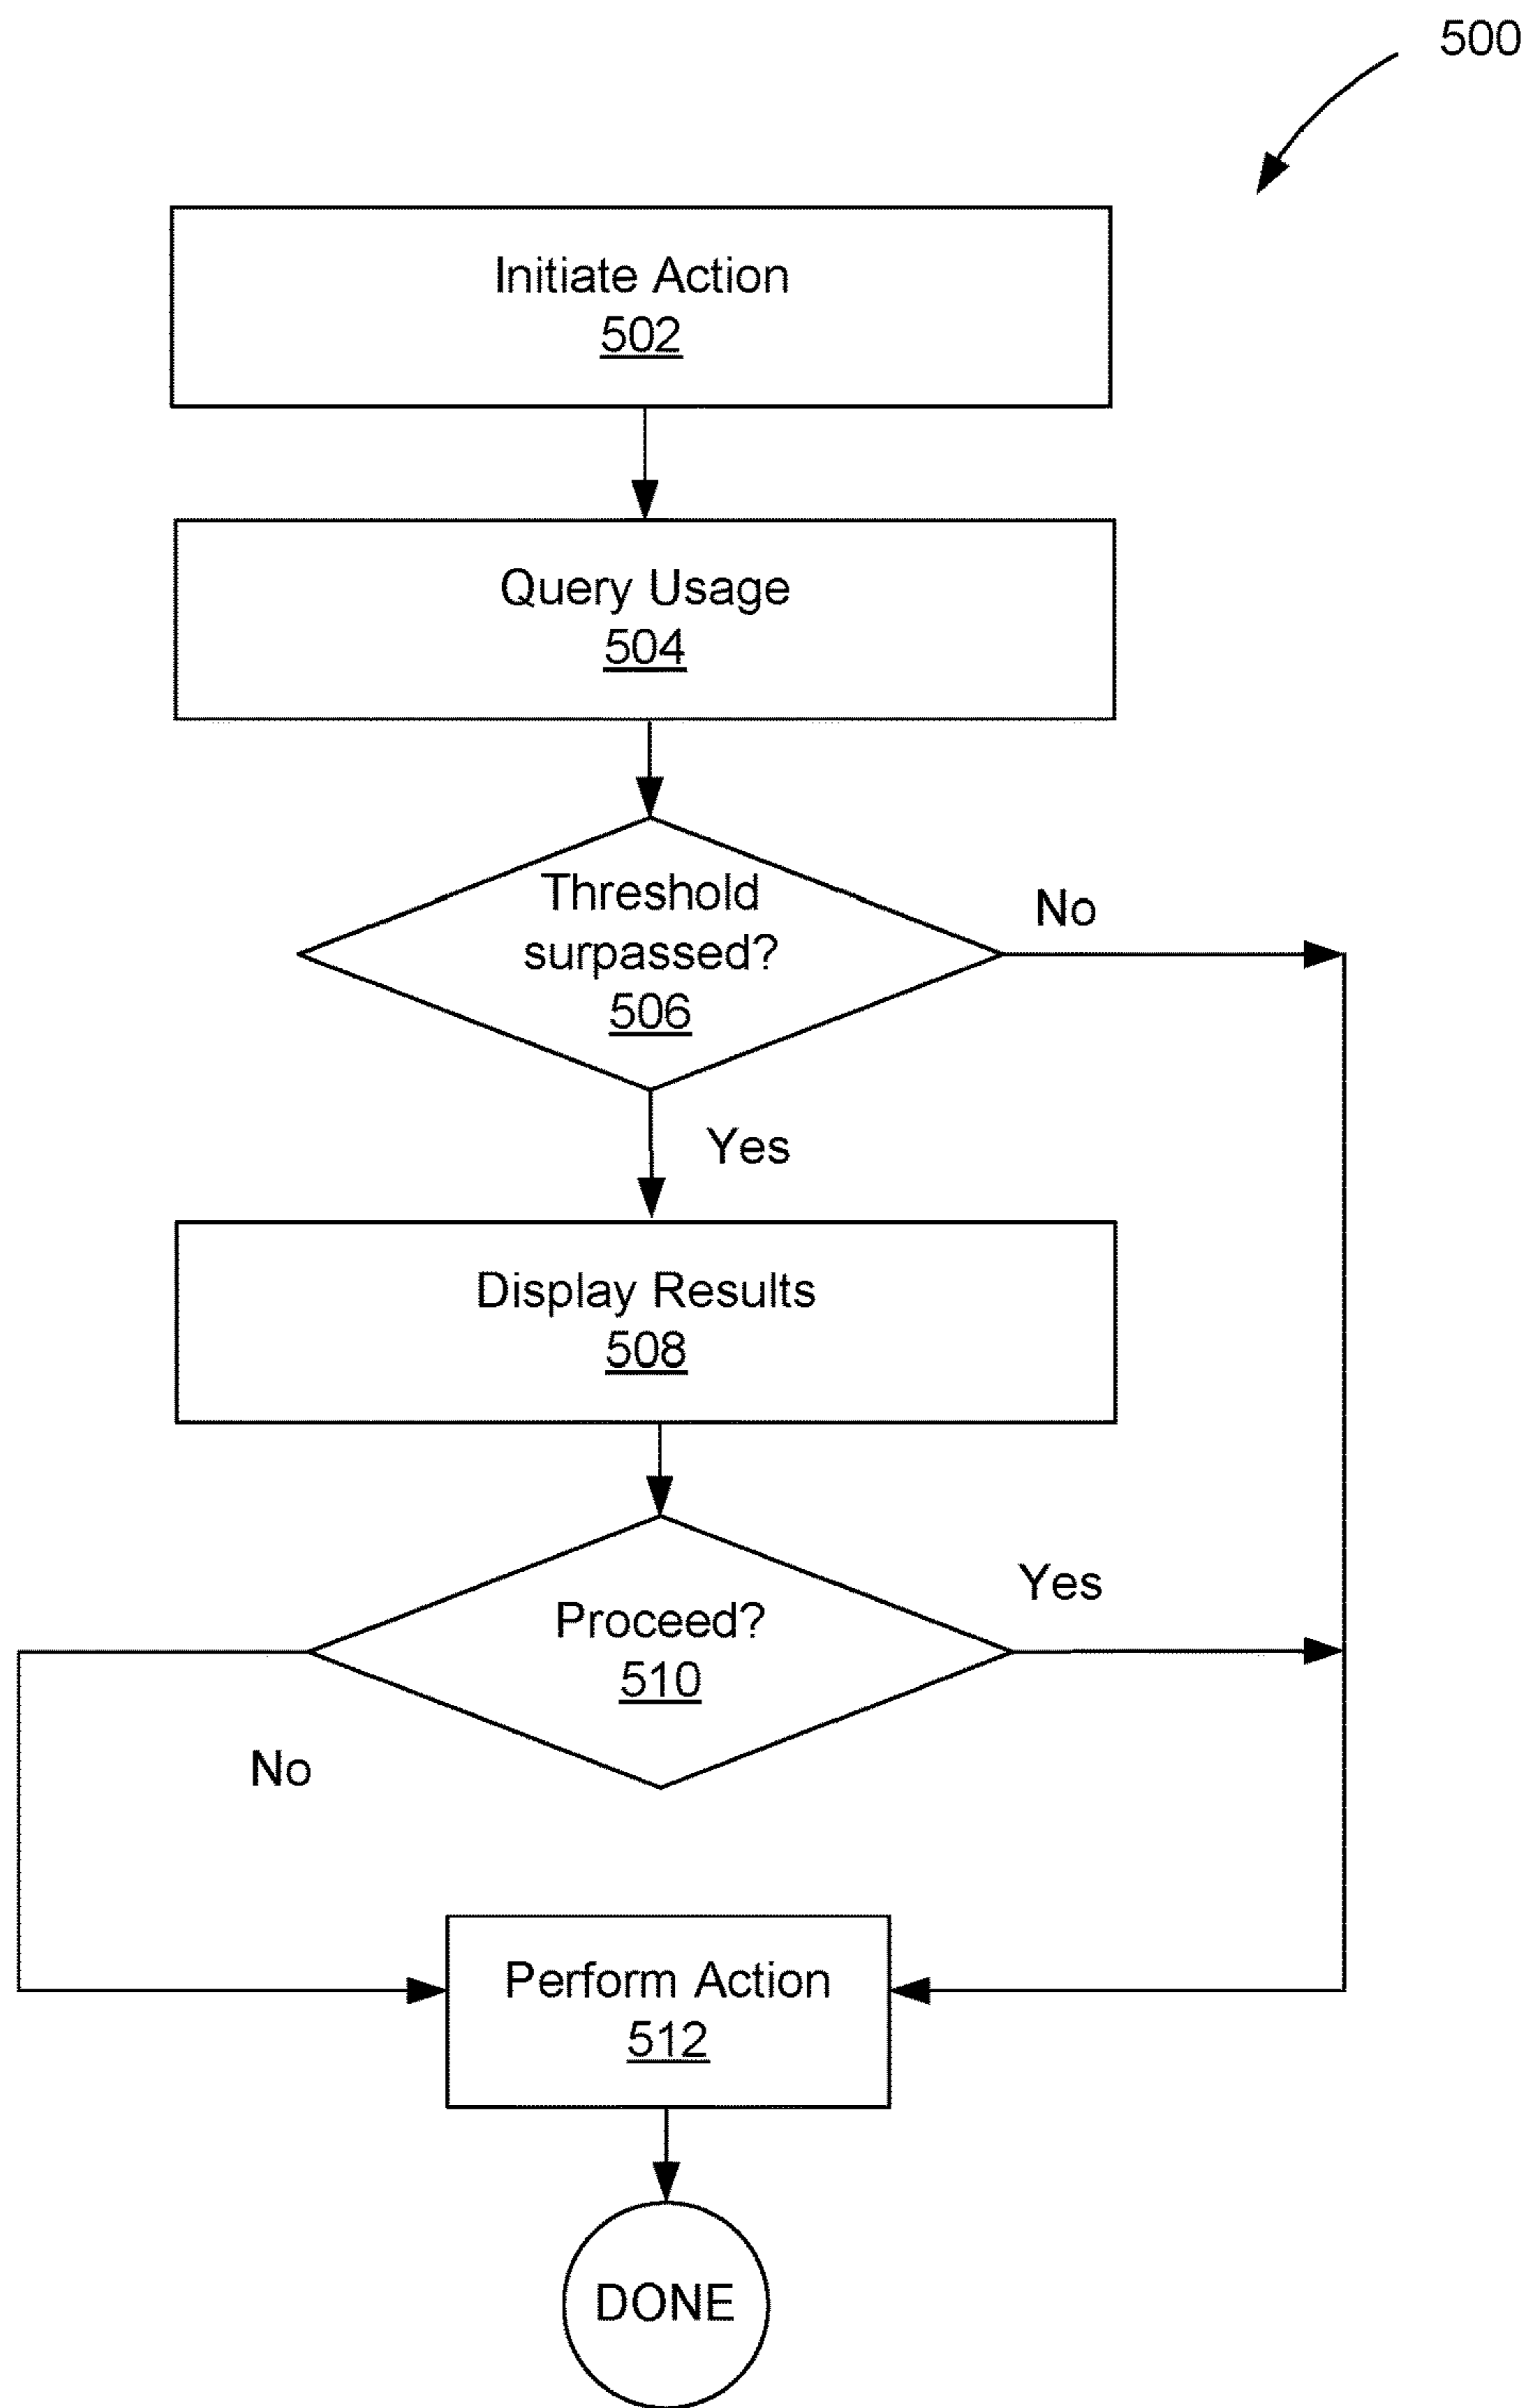 500
Initiate Action
502
Query Usage
504
Threshold
surpassed?
506
No
Yes
Display Results
508
Proceed?
510
Yes
No
Perform Action
512
DONE